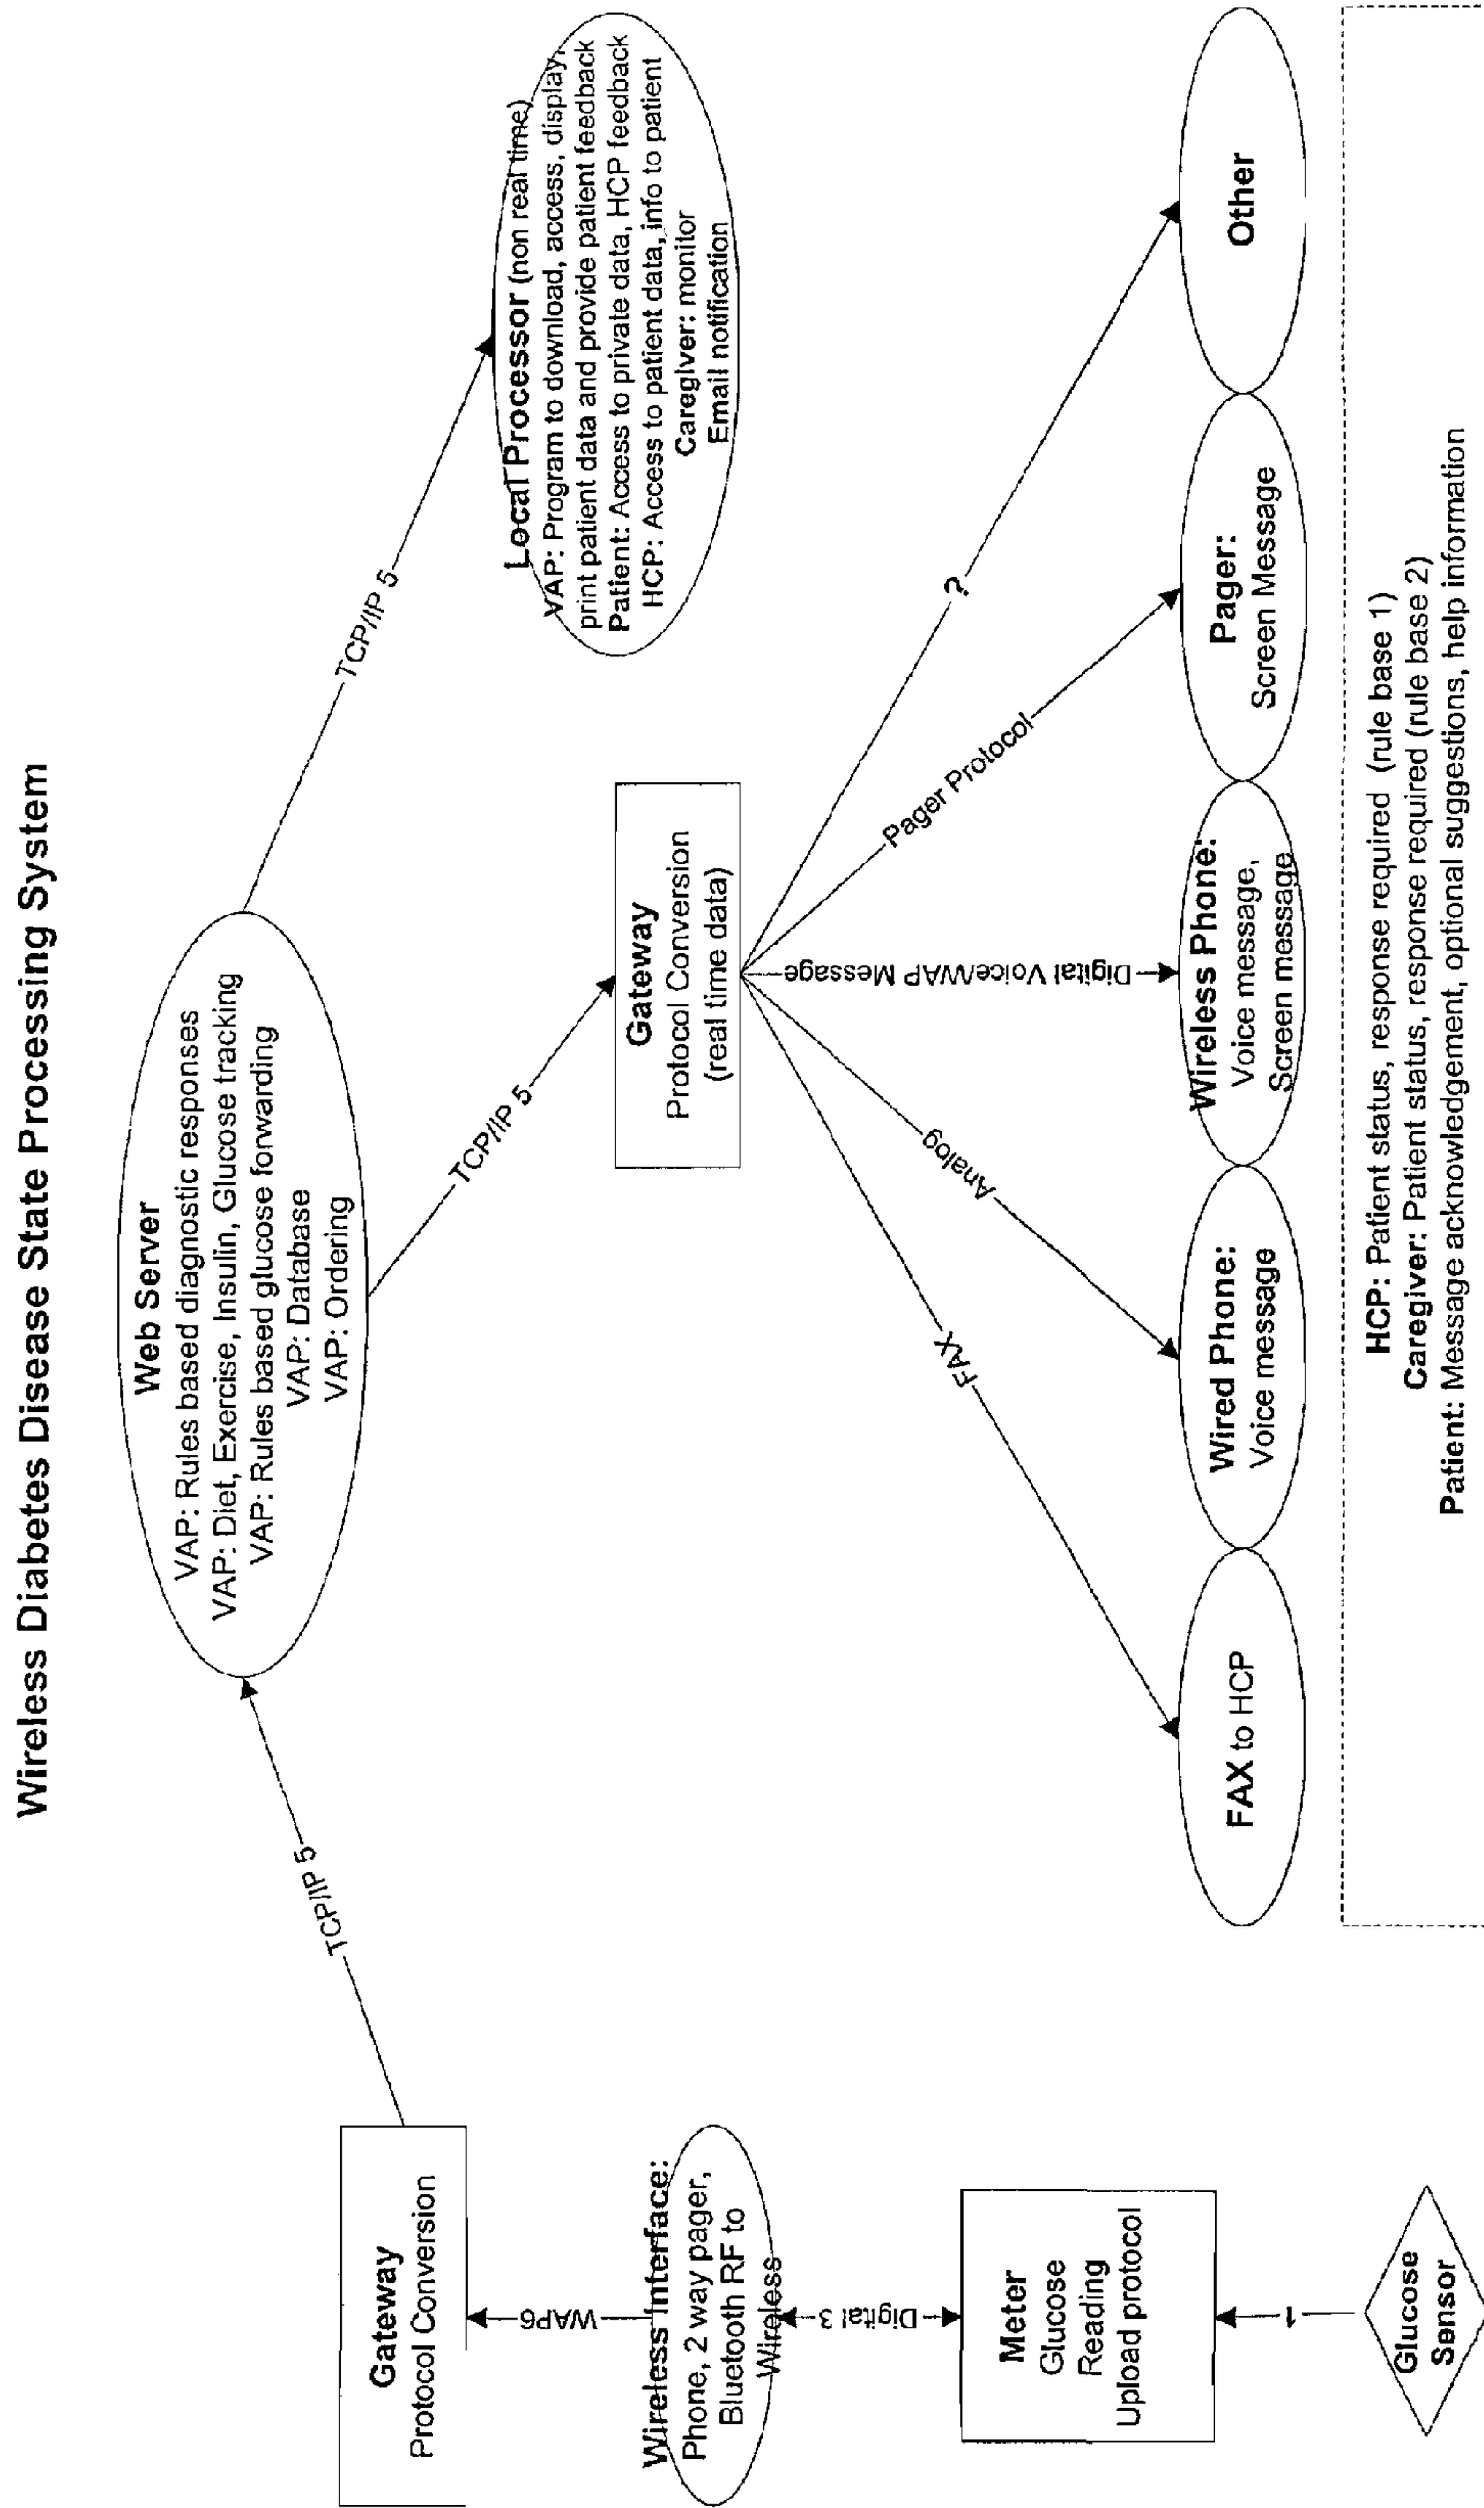 Wireless Diabetes Disease State Processing System
Web Server
VAP: Rules based diagnostic responses
VAP: Diet, Exercise, Insulin, Glucose tracking
VAP: Rules based glucose forwarding
VAP: Database
VAP: Ordering
TCP/IP 5
TCP/IP 5
TCP/IP 5
Gateway
Protocol Conversion
WAP6
Wireless Interface:
Phone, 2 way pager,
Bluetooth RF to
Wireless
Digital 3
Meter
Glucose
Reading
Upload protocol
1
Glucose
Sensor
Local Processor (non real time)
VAP: Program to download, access, display,
print patient data and provide patient feedback
Patient: Access to private data, HCP feedback
HCP: Access to patient data, info to patient
Caregiver: monitor
Email notification
Gateway
Protocol Conversion
(real time data)
FAX
Analog
Digital Voice/WAP Message
Pager Protocol
?
FAX to HCP
Wired Phone:
Voice message
Wireless Phone:
Voice message,
Screen message
Pager:
Screen Message
Other
HCP: Patient status, response required (rule base 1)
Caregiver: Patient status, response required (rule base 2)
Patient: Message acknowledgement, optional suggestions, help information